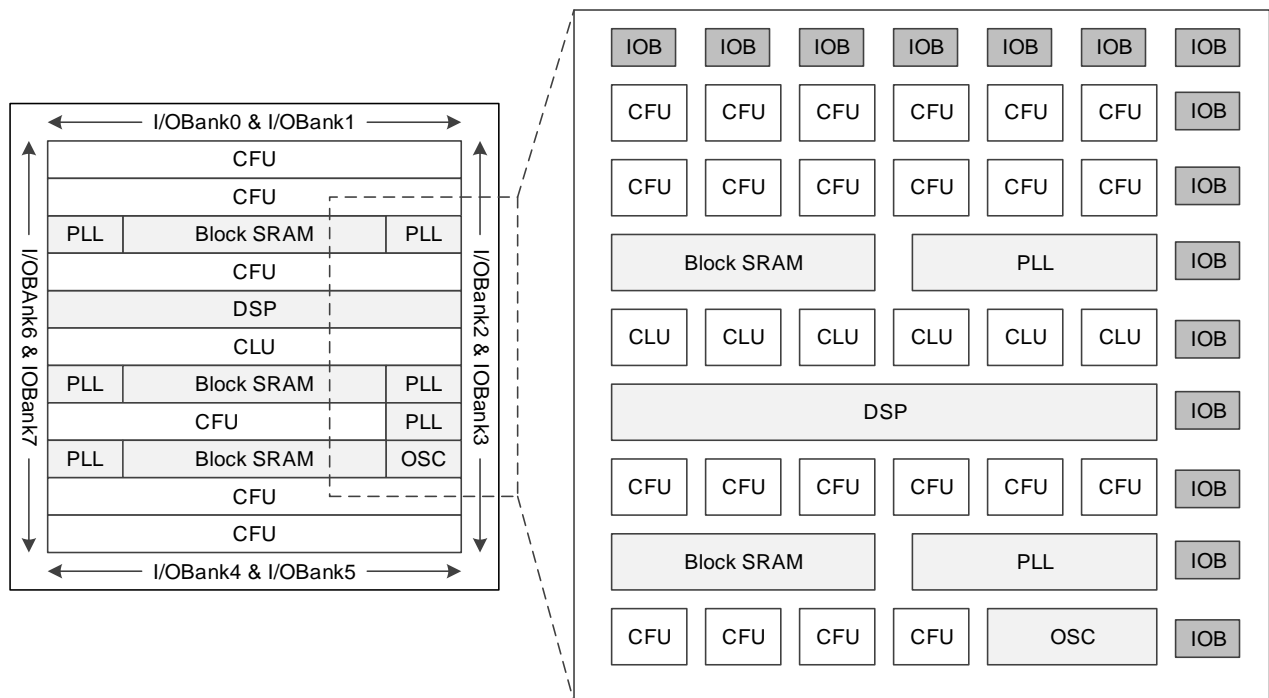 I/OBank0 & I/OBank1
CFU
CFU
PLL Block SRAM PLL
CFU
DSP
CLU
PLL Block SRAM PLL
CFU PLL
PLL Block SRAM OSC
CFU
CFU
I/OBAnk6 & IOBank7
I/OBank2 & IOBank3
I/OBank4 & I/OBank5
IOB IOB IOB IOB IOB IOB IOB
CFU CFU CFU CFU CFU CFU IOB
CFU CFU CFU CFU CFU CFU IOB
Block SRAM PLL IOB
CLU CLU CLU CLU CLU CLU IOB
DSP IOB
CFU CFU CFU CFU CFU CFU IOB
Block SRAM PLL IOB
CFU CFU CFU CFU OSC IOB